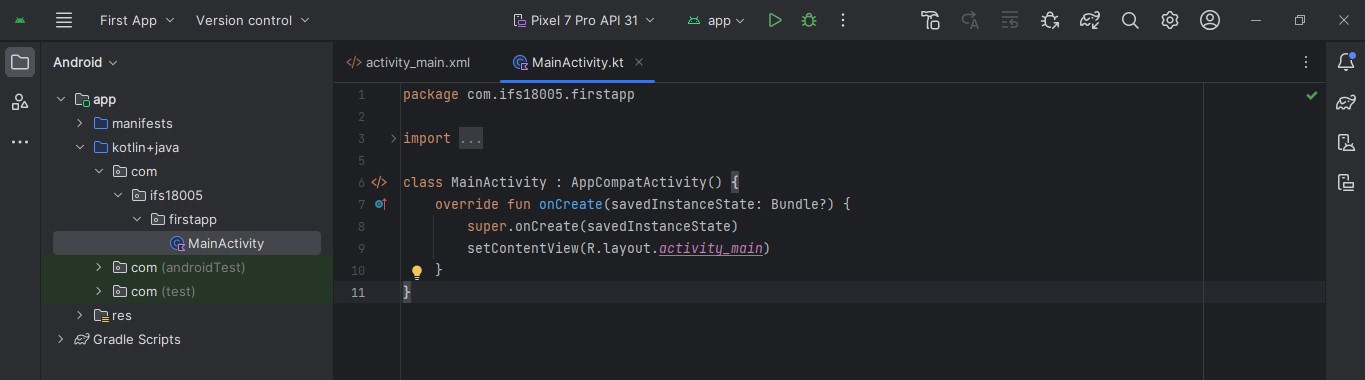 First App Version control Pixel 7 Pro API 31 app
Android
activity_main.xml MainActivity.kt
app
manifests
kotlin+java
com
ifs18005
firstapp
MainActivity
com (androidTest)
com (test)
res
Gradle Scripts
1 package com.ifs18005.firstapp
2
3 import ...
5
6 class MainActivity : AppCompatActivity() {
7 override fun onCreate(savedInstanceState: Bundle?) {
8 super.onCreate(savedInstanceState)
9 setContentView(R.layout.activity_main)
10 }
11 }